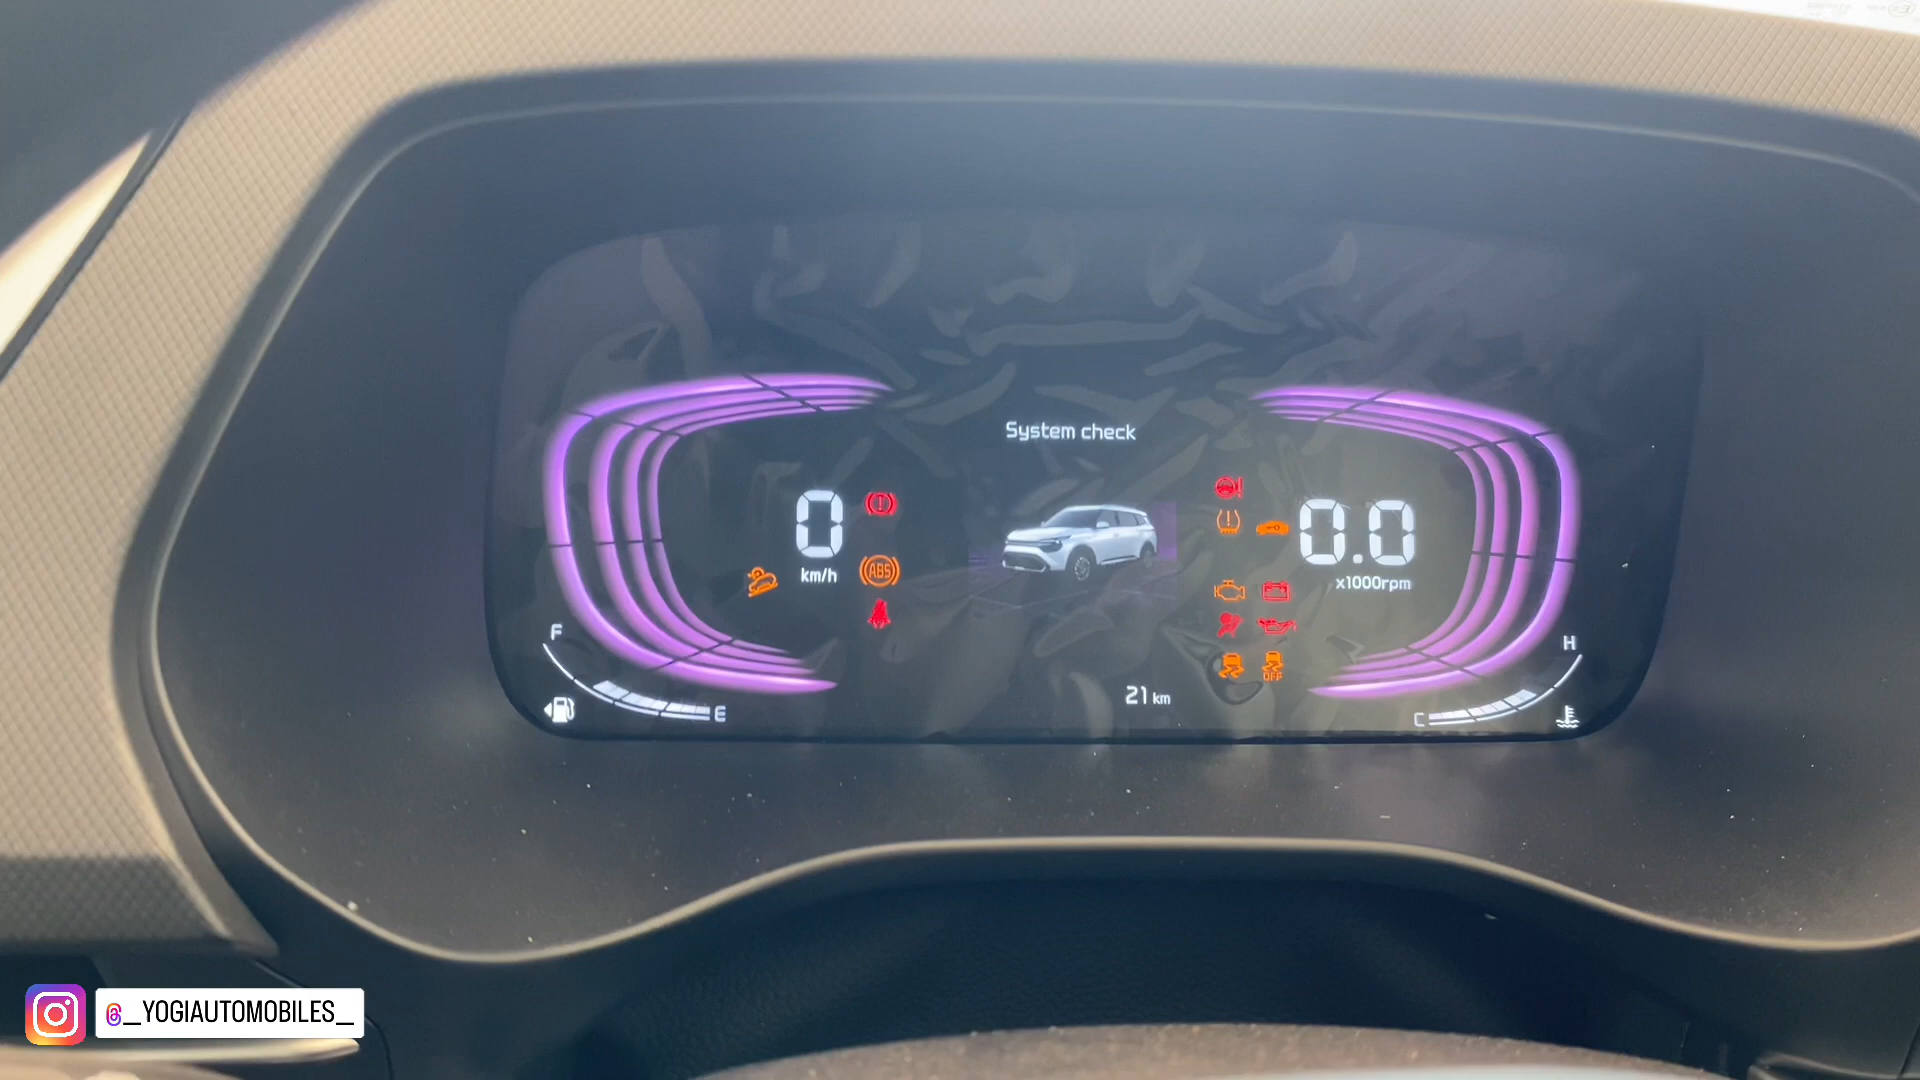 System check
0
km/h
ABS
0.0
x1000rpm
OFF
F
E
21 km
H
C
@_YOGIAUTOMOBILES_